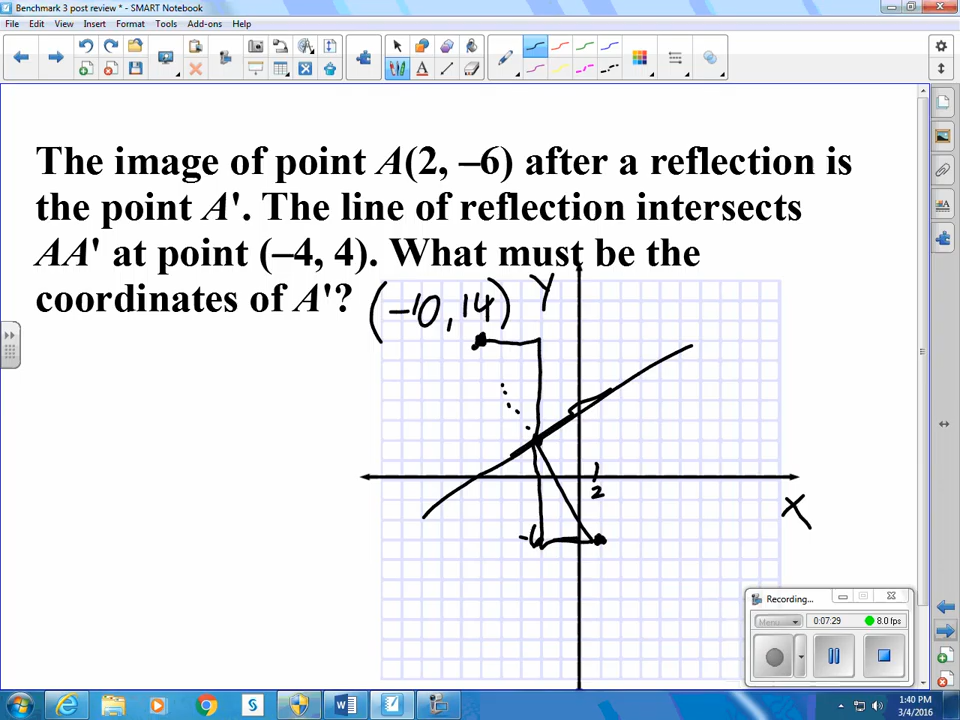 Benchmark 3 post review * - SMART Notebook
File Edit View Insert Format Tools Add-ons Help
The image of point A(2, –6) after a reflection is
the point A'. The line of reflection intersects
AA' at point (–4, 4). What must be the
coordinates of A'? (-10, 14) Y
2
X
-6
Recording...
Menu
0:07:29
8.0 fps
1:40 PM
3/4/2016